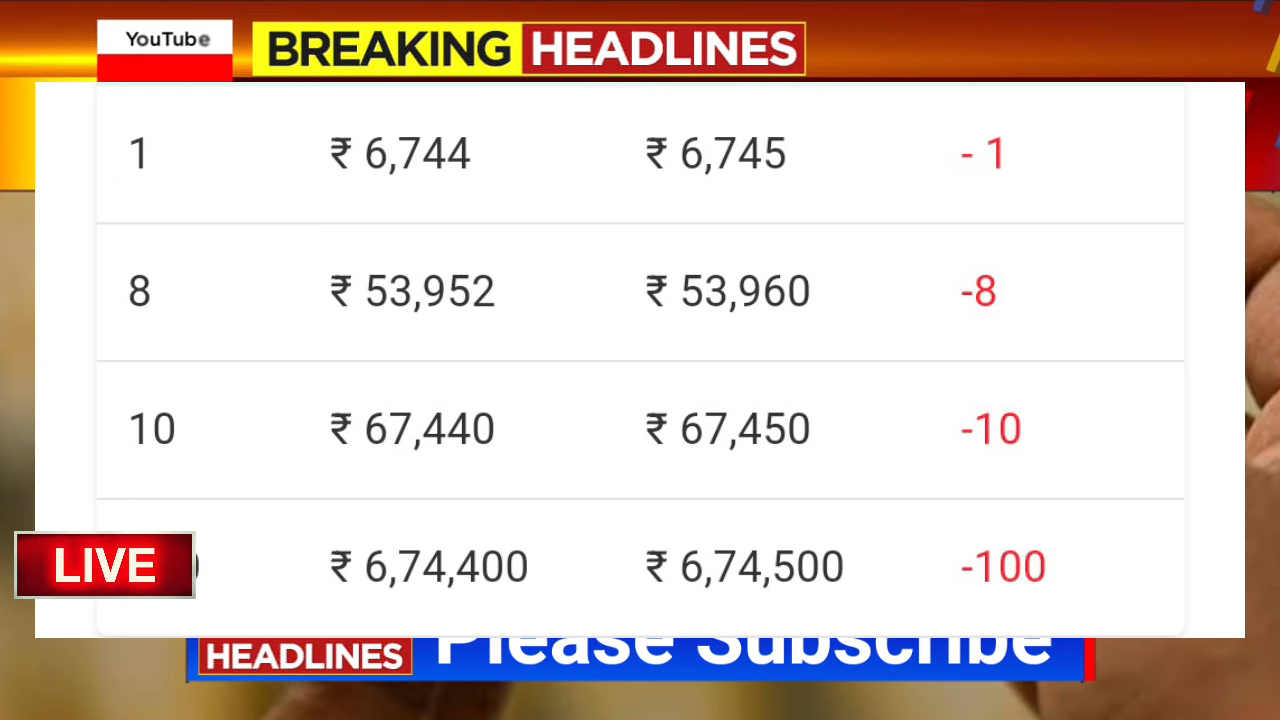 YouTube
BREAKING HEADLINES
1 ₹ 6,744 ₹ 6,745 - 1
8 ₹ 53,952 ₹ 53,960 -8
10 ₹ 67,440 ₹ 67,450 -10
LIVE ₹ 6,74,400 ₹ 6,74,500 -100
HEADLINES Please Subscribe